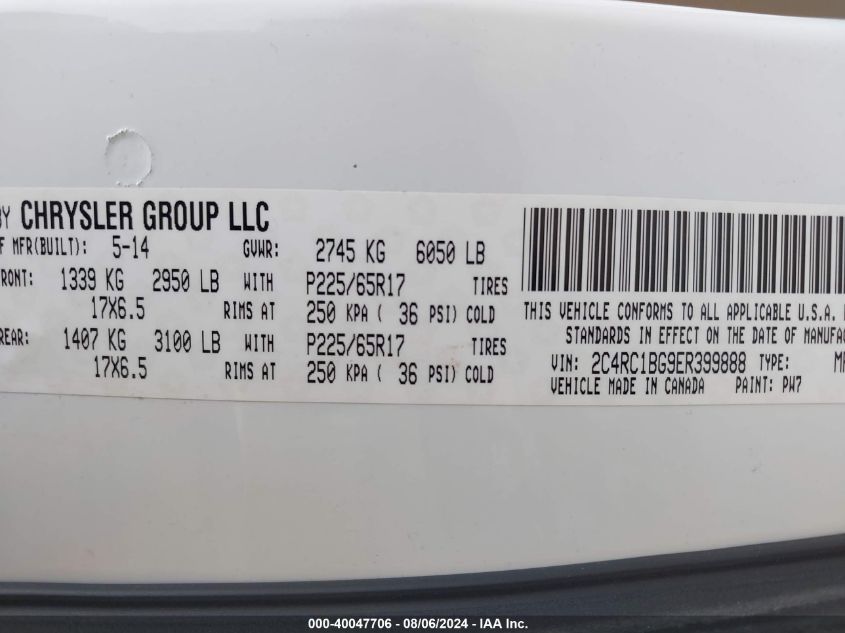 BY CHRYSLER GROUP LLC
F MFR(BUILT): 5-14 GVWR: 2745 KG 6050 LB
RONT: 1339 KG 2950 LB WITH P225/65R17 TIRES
17X6.5 RIMS AT 250 KPA ( 36 PSI) COLD
REAR: 1407 KG 3100 LB WITH P225/65R17 TIRES
17X6.5 RIMS AT 250 KPA ( 36 PSI) COLD
THIS VEHICLE CONFORMS TO ALL APPLICABLE U.S.A.
STANDARDS IN EFFECT ON THE DATE OF MANUFAC
VIN: 2C4RC1BG9ER399888 TYPE: MP
VEHICLE MADE IN CANADA PAINT: PW7
000-40047706 - 08/06/2024 - IAA Inc.